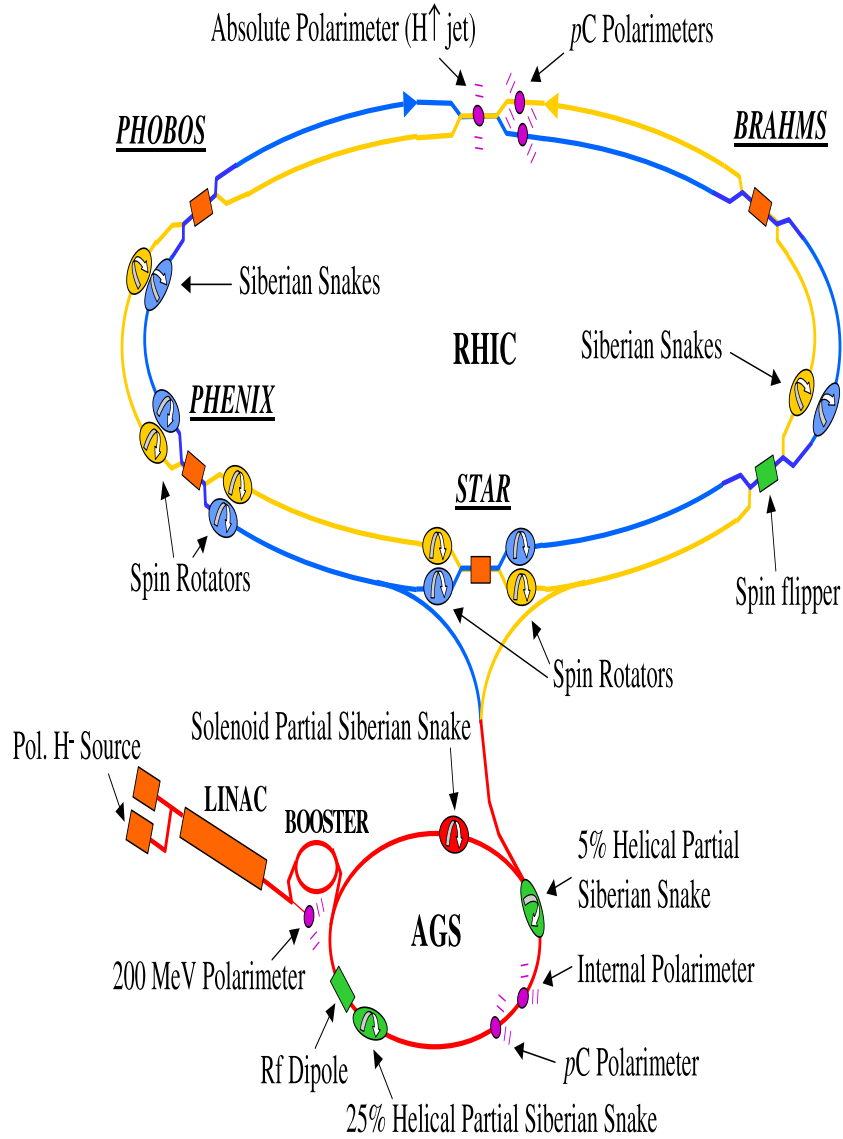 Absolute Polarimeter (H↑ jet)
pC Polarimeters
PHOBOS
BRAHMS
Siberian Snakes
RHIC
Siberian Snakes
PHENIX
STAR
Spin Rotators
Spin flipper
Spin Rotators
Solenoid Partial Siberian Snake
Pol. H⁻ Source
LINAC
BOOSTER
5% Helical Partial
Siberian Snake
AGS
200 MeV Polarimeter
Internal Polarimeter
Rf Dipole
pC Polarimeter
25% Helical Partial Siberian Snake